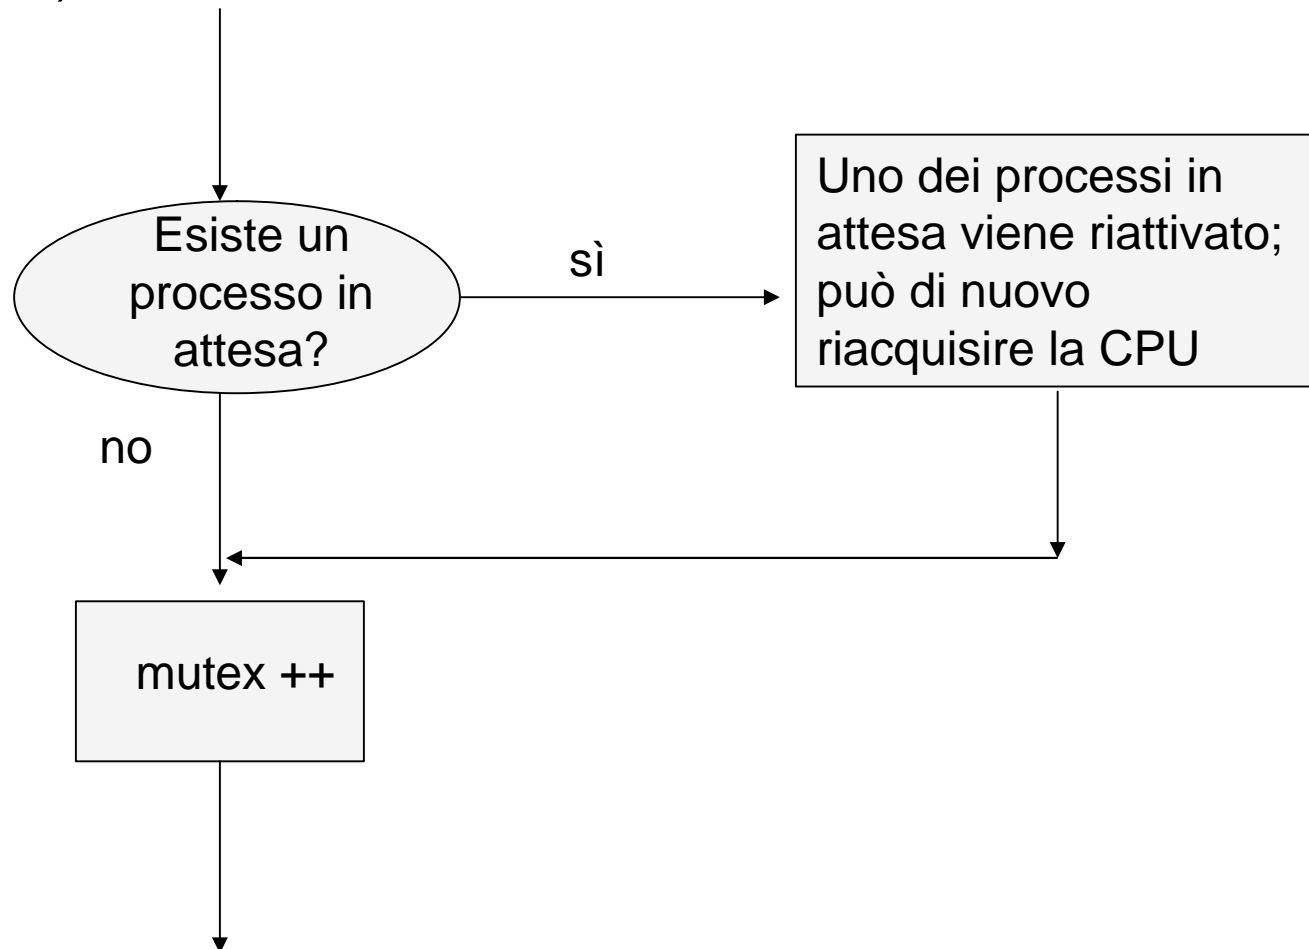 Esiste un
processo in
attesa?
sì
Uno dei processi in
attesa viene riattivato;
può di nuovo
riacquisire la CPU
no
mutex ++